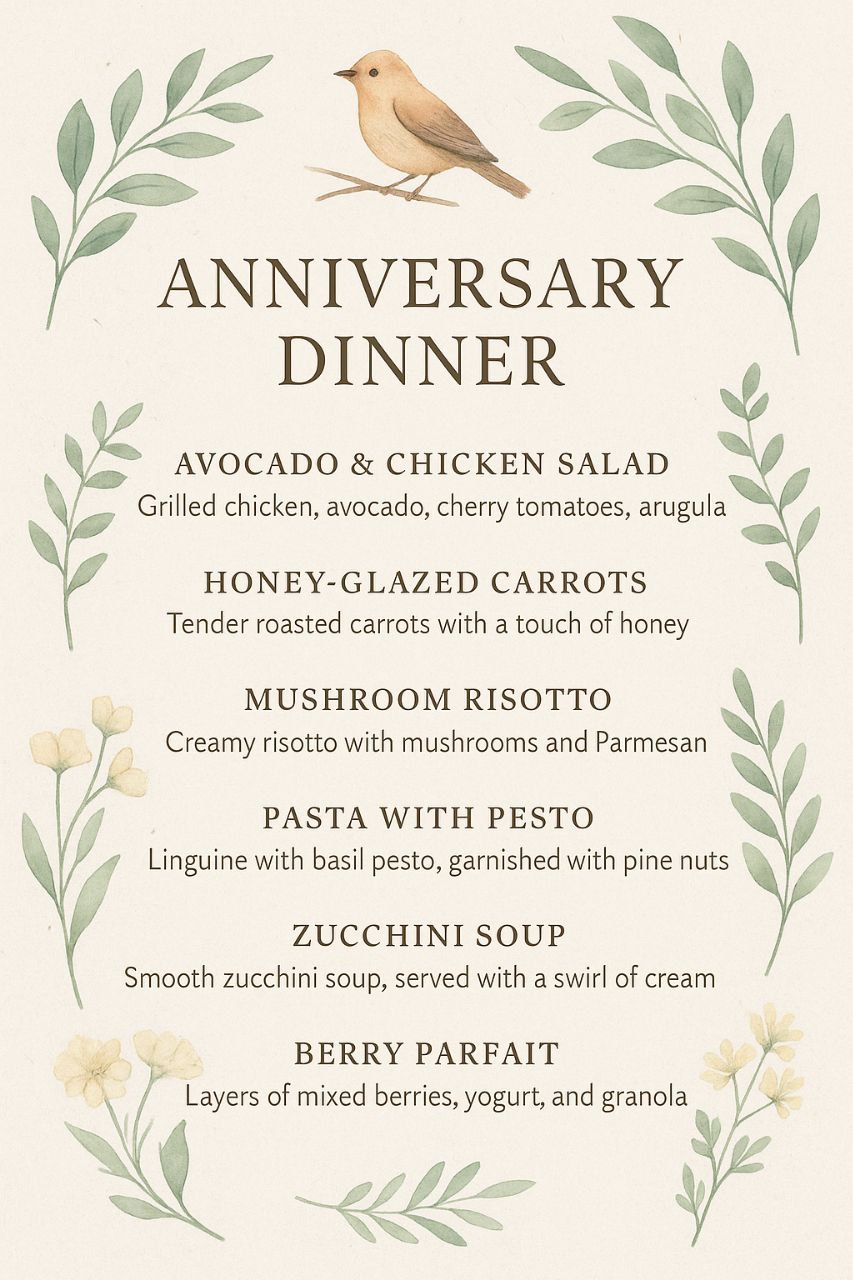 ANNIVERSARY
DINNER
AVOCADO & CHICKEN SALAD
Grilled chicken, avocado, cherry tomatoes, arugula
HONEY-GLAZED CARROTS
Tender roasted carrots with a touch of honey
MUSHROOM RISOTTO
Creamy risotto with mushrooms and Parmesan
PASTA WITH PESTO
Linguine with basil pesto, garnished with pine nuts
ZUCCHINI SOUP
Smooth zucchini soup, served with a swirl of cream
BERRY PARFAIT
Layers of mixed berries, yogurt, and granola